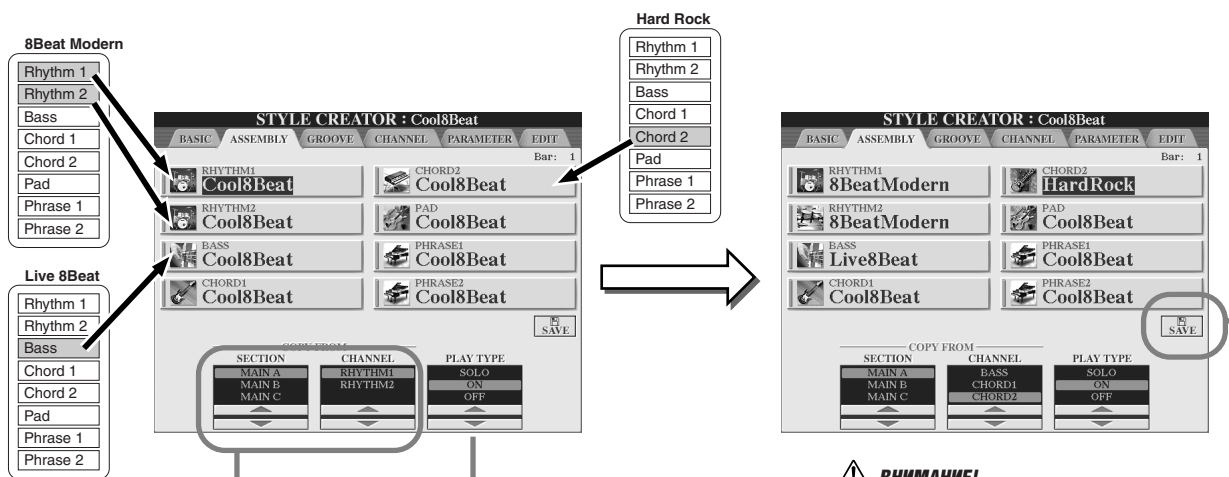 Hard Rock
Rhythm 1
Rhythm 2
Bass
Chord 1
Chord 2
Pad
Phrase 1
Phrase 2
8Beat Modern
Rhythm 1
Rhythm 2
Bass
Chord 1
Chord 2
Pad
Phrase 1
Phrase 2
Live 8Beat
Rhythm 1
Rhythm 2
Bass
Chord 1
Chord 2
Pad
Phrase 1
Phrase 2
STYLE CREATOR : Cool8Beat
BASIC ASSEMBLY GROOVE CHANNEL PARAMETER EDIT
Bar: 1
RHYTHM1
Cool8Beat
CHORD2
Cool8Beat
RHYTHM2
Cool8Beat
PAD
Cool8Beat
BASS
Cool8Beat
PHRASE1
Cool8Beat
CHORD1
Cool8Beat
PHRASE2
Cool8Beat
SAVE
COPY FROM
SECTION CHANNEL PLAY TYPE
MAIN A RHYTHM1 SOLO
MAIN B RHYTHM2 ON
MAIN C OFF
STYLE CREATOR : Cool8Beat
BASIC ASSEMBLY GROOVE CHANNEL PARAMETER EDIT
Bar: 1
RHYTHM1
8BeatModern
CHORD2
HardRock
RHYTHM2
8BeatModern
PAD
Cool8Beat
BASS
Live8Beat
PHRASE1
Cool8Beat
CHORD1
Cool8Beat
PHRASE2
Cool8Beat
SAVE
COPY FROM
SECTION CHANNEL PLAY TYPE
MAIN A BASS SOLO
MAIN B CHORD1 ON
MAIN C CHORD2 OFF
ВНИМАНИЕ!